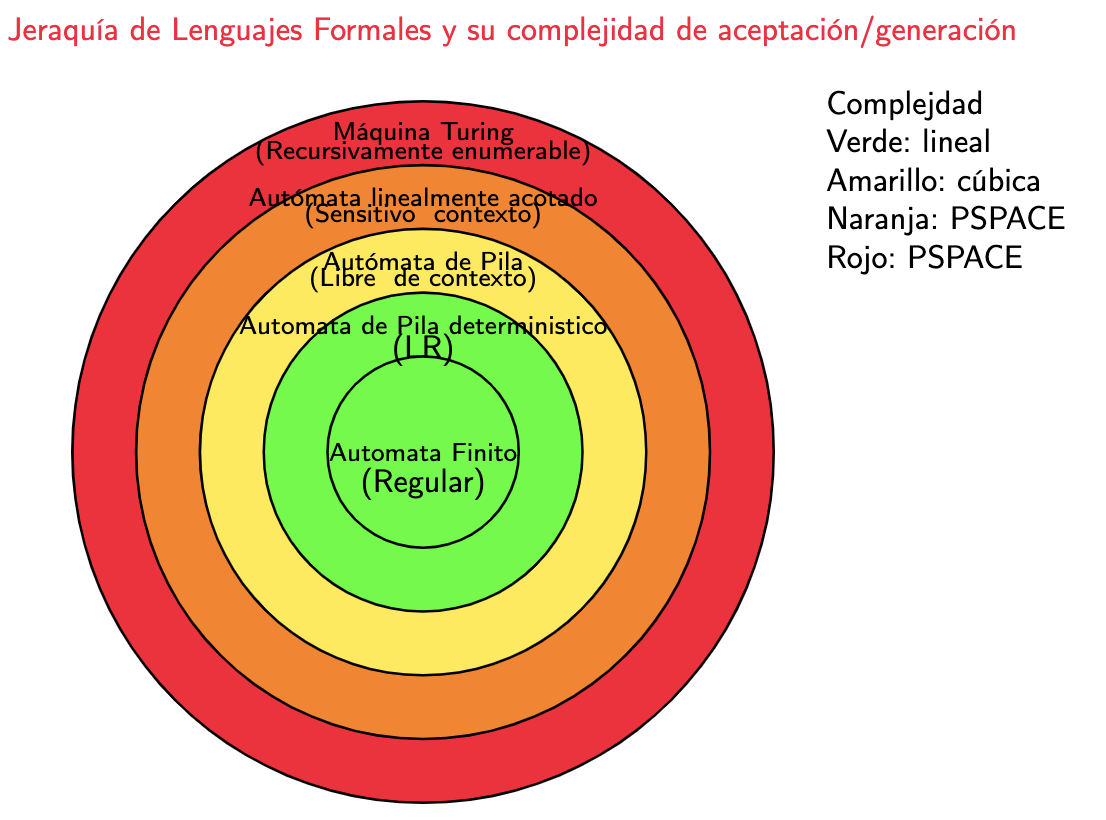 Jeraquía de Lenguajes Formales y su complejidad de aceptación/generación
Complejdad
Verde: lineal
Amarillo: cúbica
Naranja: PSPACE
Rojo: PSPACE
Máquina Turing
(Recursivamente enumerable)
Autómata linealmente acotado
(Sensitivo contexto)
Autómata de Pila
(Libre de contexto)
Automata de Pila deterministico
(LR)
Automata Finito
(Regular)